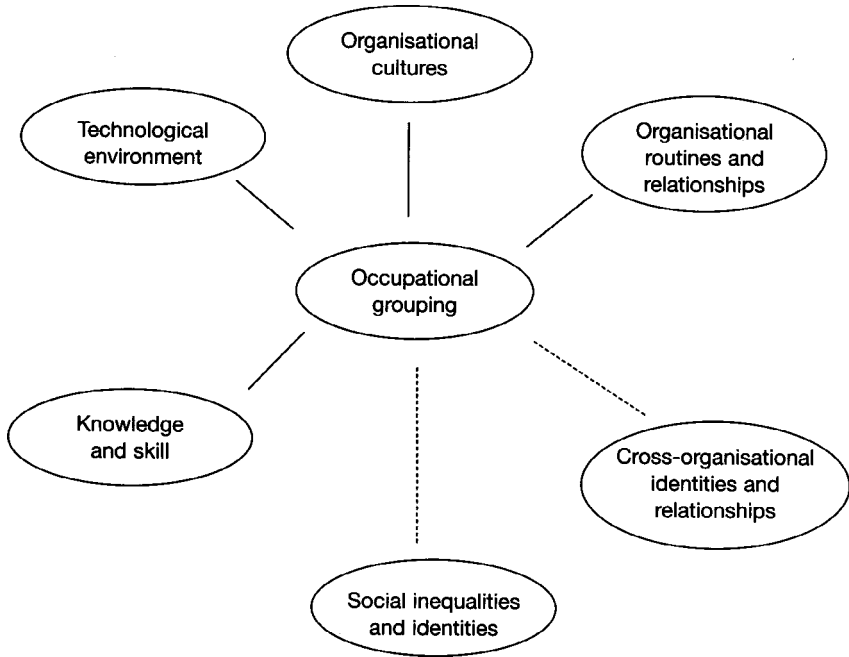 Organisational
cultures
Technological
environment
Organisational
routines and
relationships
Occupational
grouping
Knowledge
and skill
Cross-organisational
identities and
relationships
Social inequalities
and identities